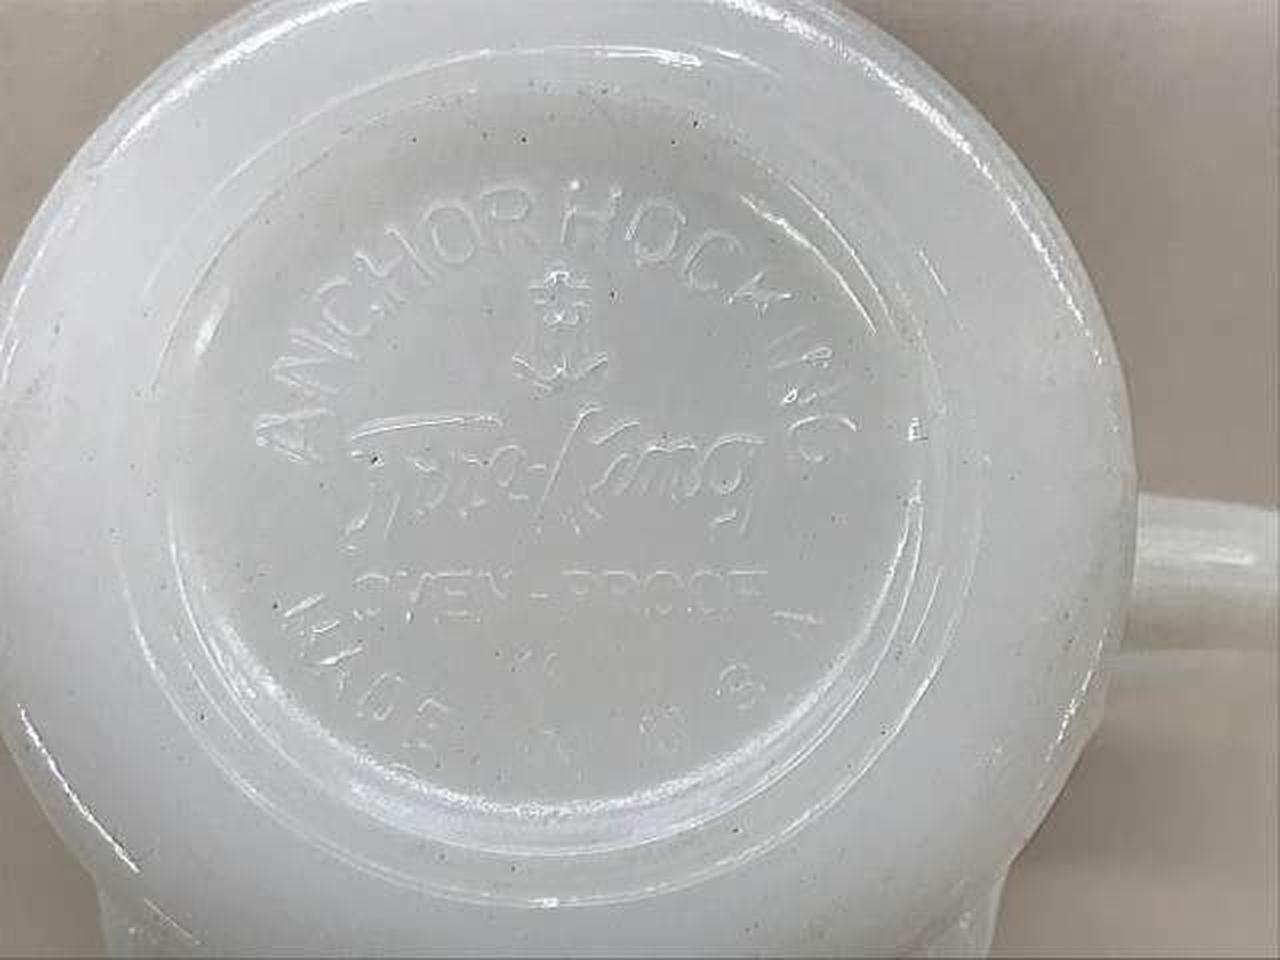 ANCHOR HOCKING
Fire-King
OVEN-PROOF
MADE IN U S A